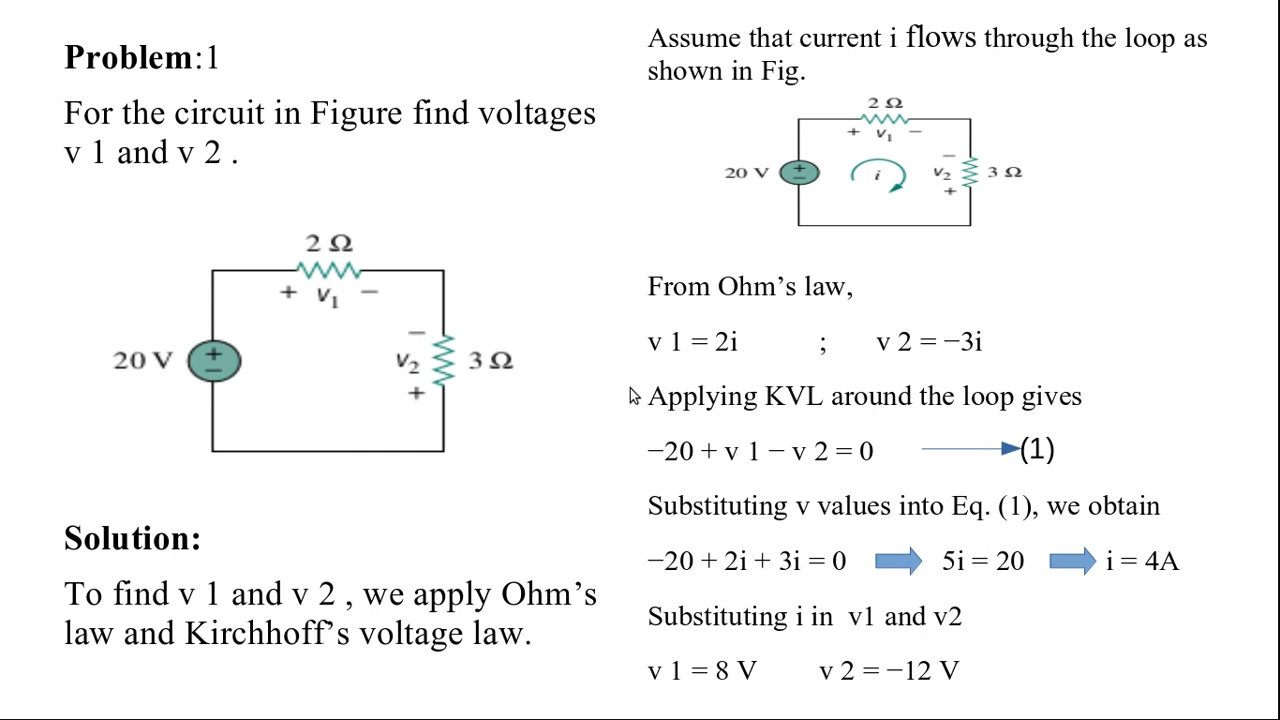 Problem:1
For the circuit in Figure find voltages
v 1 and v 2 .
2 Ω
+ v₁ −
20 V
+
−
−
v₂
+
3 Ω
Solution:
To find v 1 and v 2 , we apply Ohm’s
law and Kirchhoff’s voltage law.
Assume that current i flows through the loop as
shown in Fig.
2 Ω
+ v₁ −
20 V
+
−
i
−
v₂
+
3 Ω
From Ohm’s law,
v 1 = 2i ; v 2 = −3i
Applying KVL around the loop gives
−20 + v 1 − v 2 = 0 (1)
Substituting v values into Eq. (1), we obtain
−20 + 2i + 3i = 0 5i = 20 i = 4A
Substituting i in v1 and v2
v 1 = 8 V v 2 = −12 V